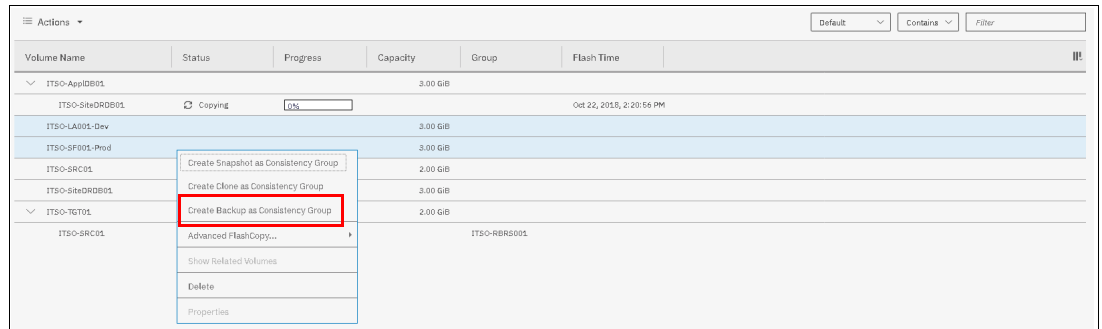 Actions
Default Contains Filter
Volume Name Status Progress Capacity Group Flash Time
ITSO-ApplDB01 3.00 GiB
ITSO-SiteDRDB01 Copying 0% Oct 22, 2018, 2:20:56 PM
ITSO-LA001-Dev 3.00 GiB
ITSO-SF001-Prod 3.00 GiB
Create Snapshot as Consistency Group
ITSO-SRC01 2.00 GiB
Create Clone as Consistency Group
ITSO-SiteDRDB01 3.00 GiB
Create Backup as Consistency Group
ITSO-TGT01 2.00 GiB
Advanced FlashCopy...
ITSO-SRC01 ITSO-RBRS001
Show Related Volumes
Delete
Properties